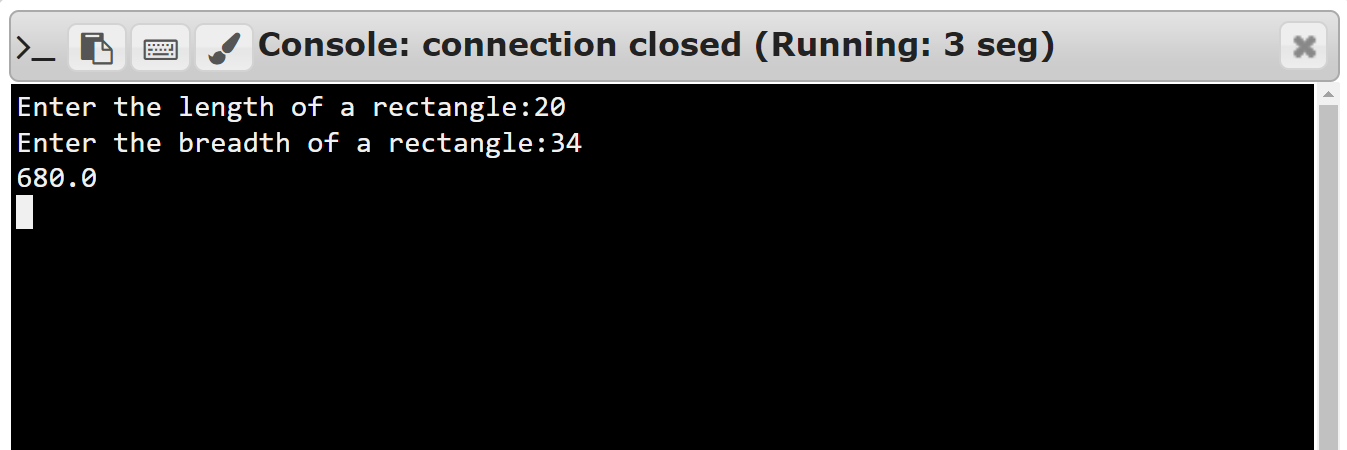 >_ Console: connection closed (Running: 3 seg)
Enter the length of a rectangle:20
Enter the breadth of a rectangle:34
680.0